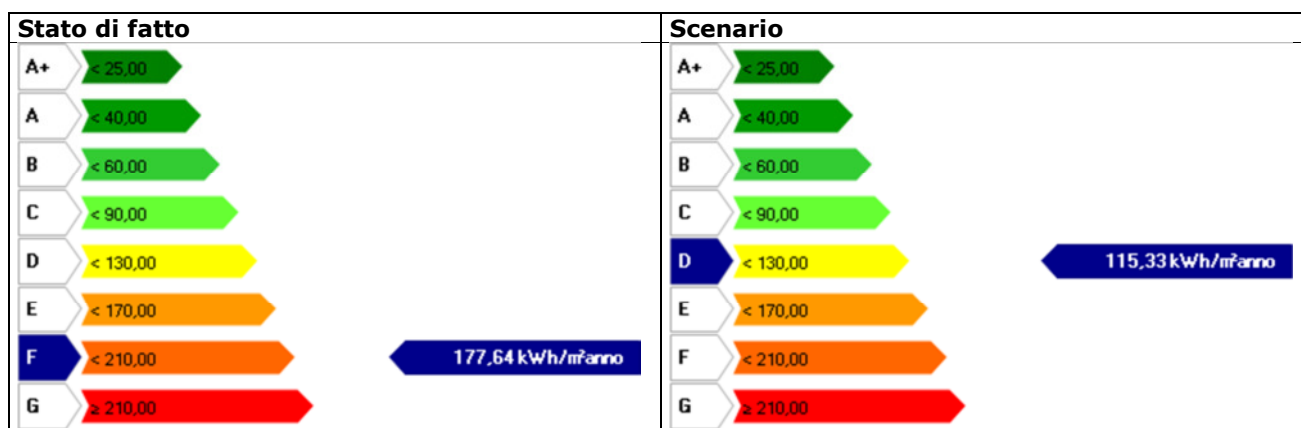 Stato di fatto
A+ < 25,00
A < 40,00
B < 60,00
C < 90,00
D < 130,00
E < 170,00
F < 210,00 177,64 kWh/m²anno
G ≥ 210,00
Scenario
A+ < 25,00
A < 40,00
B < 60,00
C < 90,00
D < 130,00 115,33 kWh/m²anno
E < 170,00
F < 210,00
G ≥ 210,00